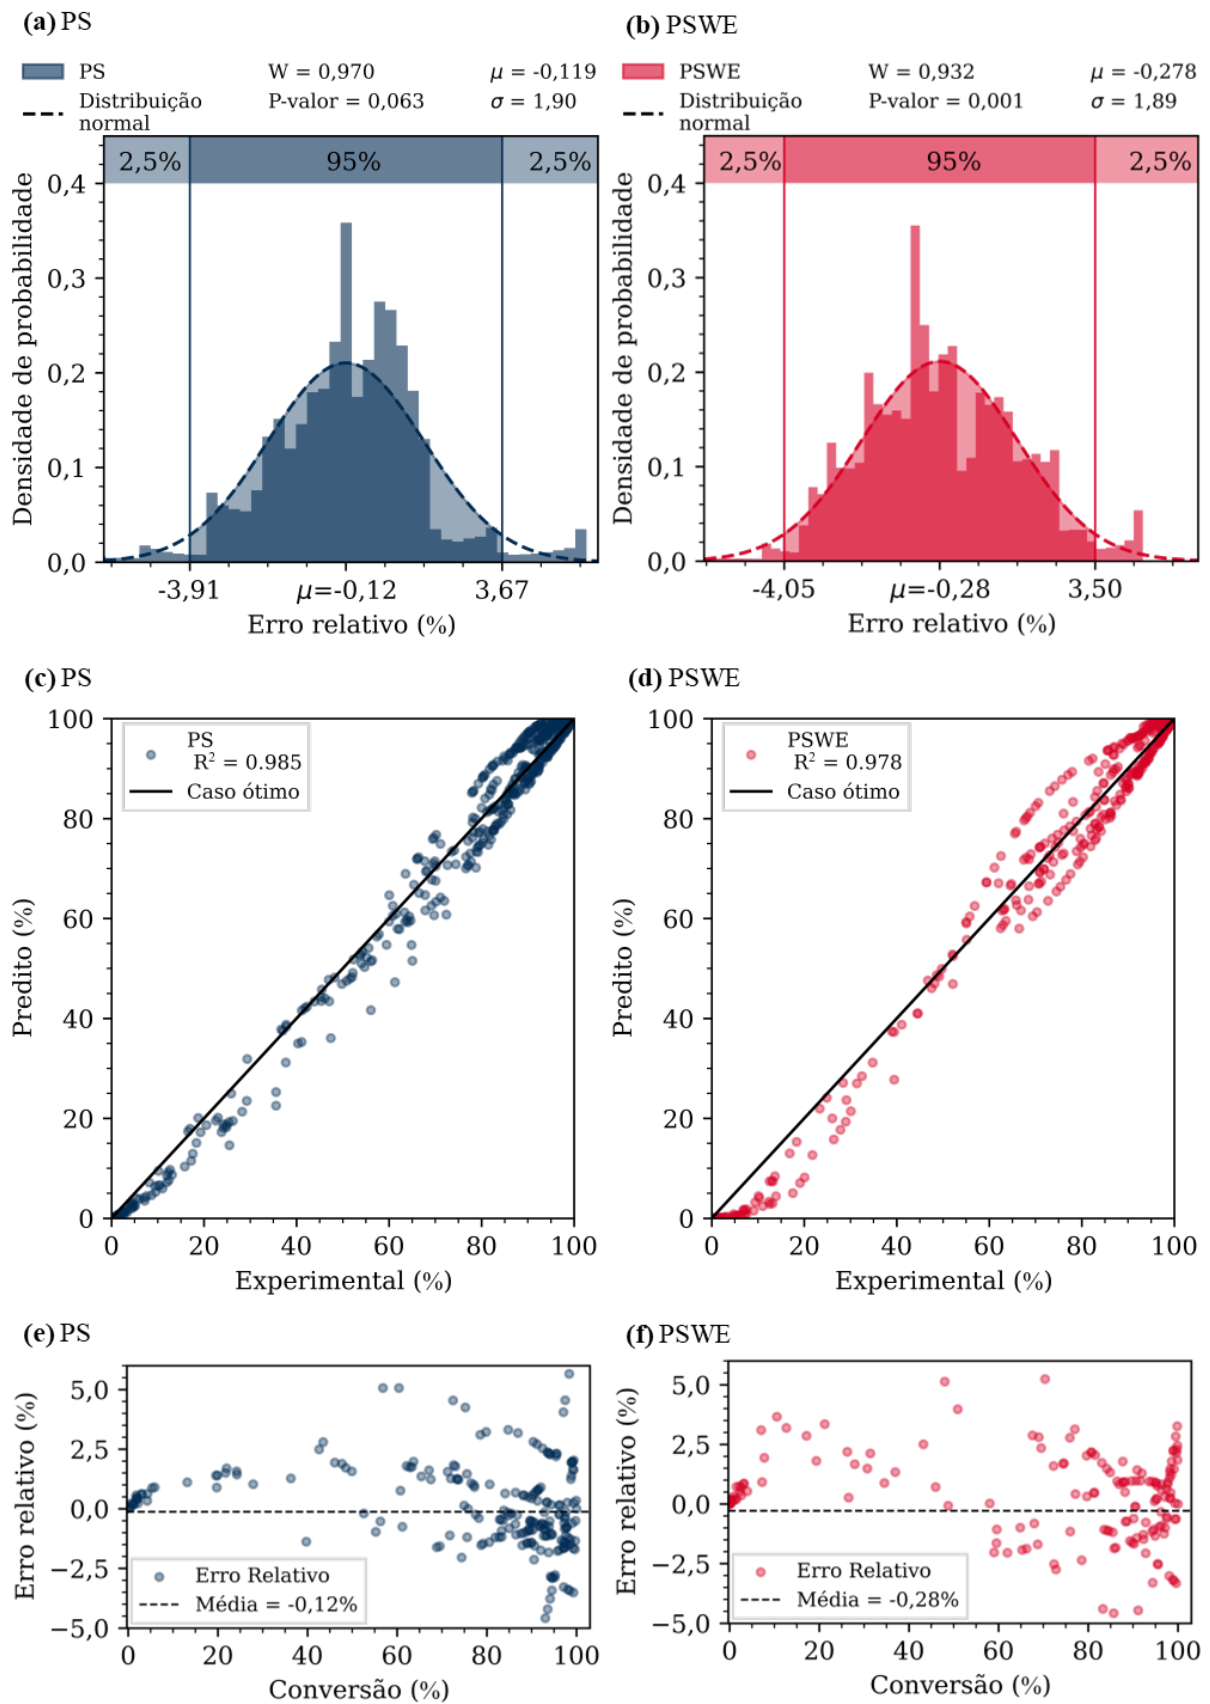 (a) PS
PS W = 0,970 μ = -0,119
Distribuição normal P-valor = 0,063 σ = 1,90
2,5% 95% 2,5%
0,4
0,3
0,2
0,1
0,0
Densidade de probabilidade
-3,91 μ=-0,12 3,67
Erro relativo (%)
(b) PSWE
PSWE W = 0,932 μ = -0,278
Distribuição normal P-valor = 0,001 σ = 1,89
2,5% 95% 2,5%
0,4
0,3
0,2
0,1
0,0
Densidade de probabilidade
-4,05 μ=-0,28 3,50
Erro relativo (%)
(c) PS
PS
R² = 0.985
Caso ótimo
100
80
60
40
20
0
Predito (%)
0 20 40 60 80 100
Experimental (%)
(d) PSWE
PSWE
R² = 0.978
Caso ótimo
100
80
60
40
20
0
Predito (%)
0 20 40 60 80 100
Experimental (%)
(e) PS
5,0
2,5
0,0
−2,5
−5,0
Erro relativo (%)
Erro Relativo
Média = -0,12%
0 20 40 60 80 100
Conversão (%)
(f) PSWE
5,0
2,5
0,0
−2,5
−5,0
Erro relativo (%)
Erro Relativo
Média = -0,28%
0 20 40 60 80 100
Conversão (%)